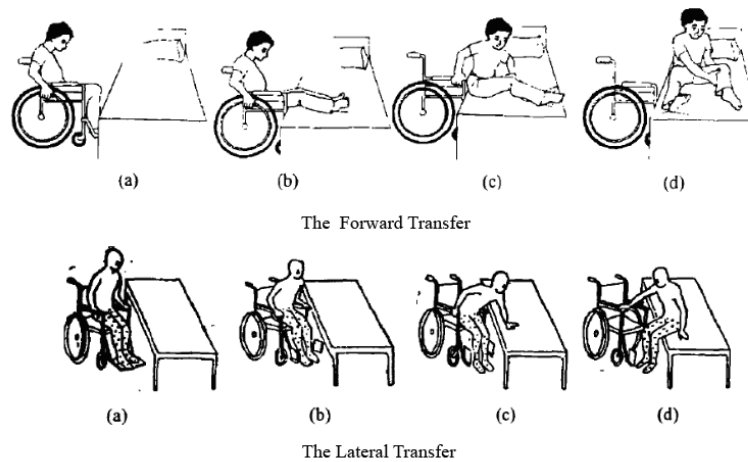 (a) (b) (c) (d)
The Forward Transfer
(a) (b) (c) (d)
The Lateral Transfer